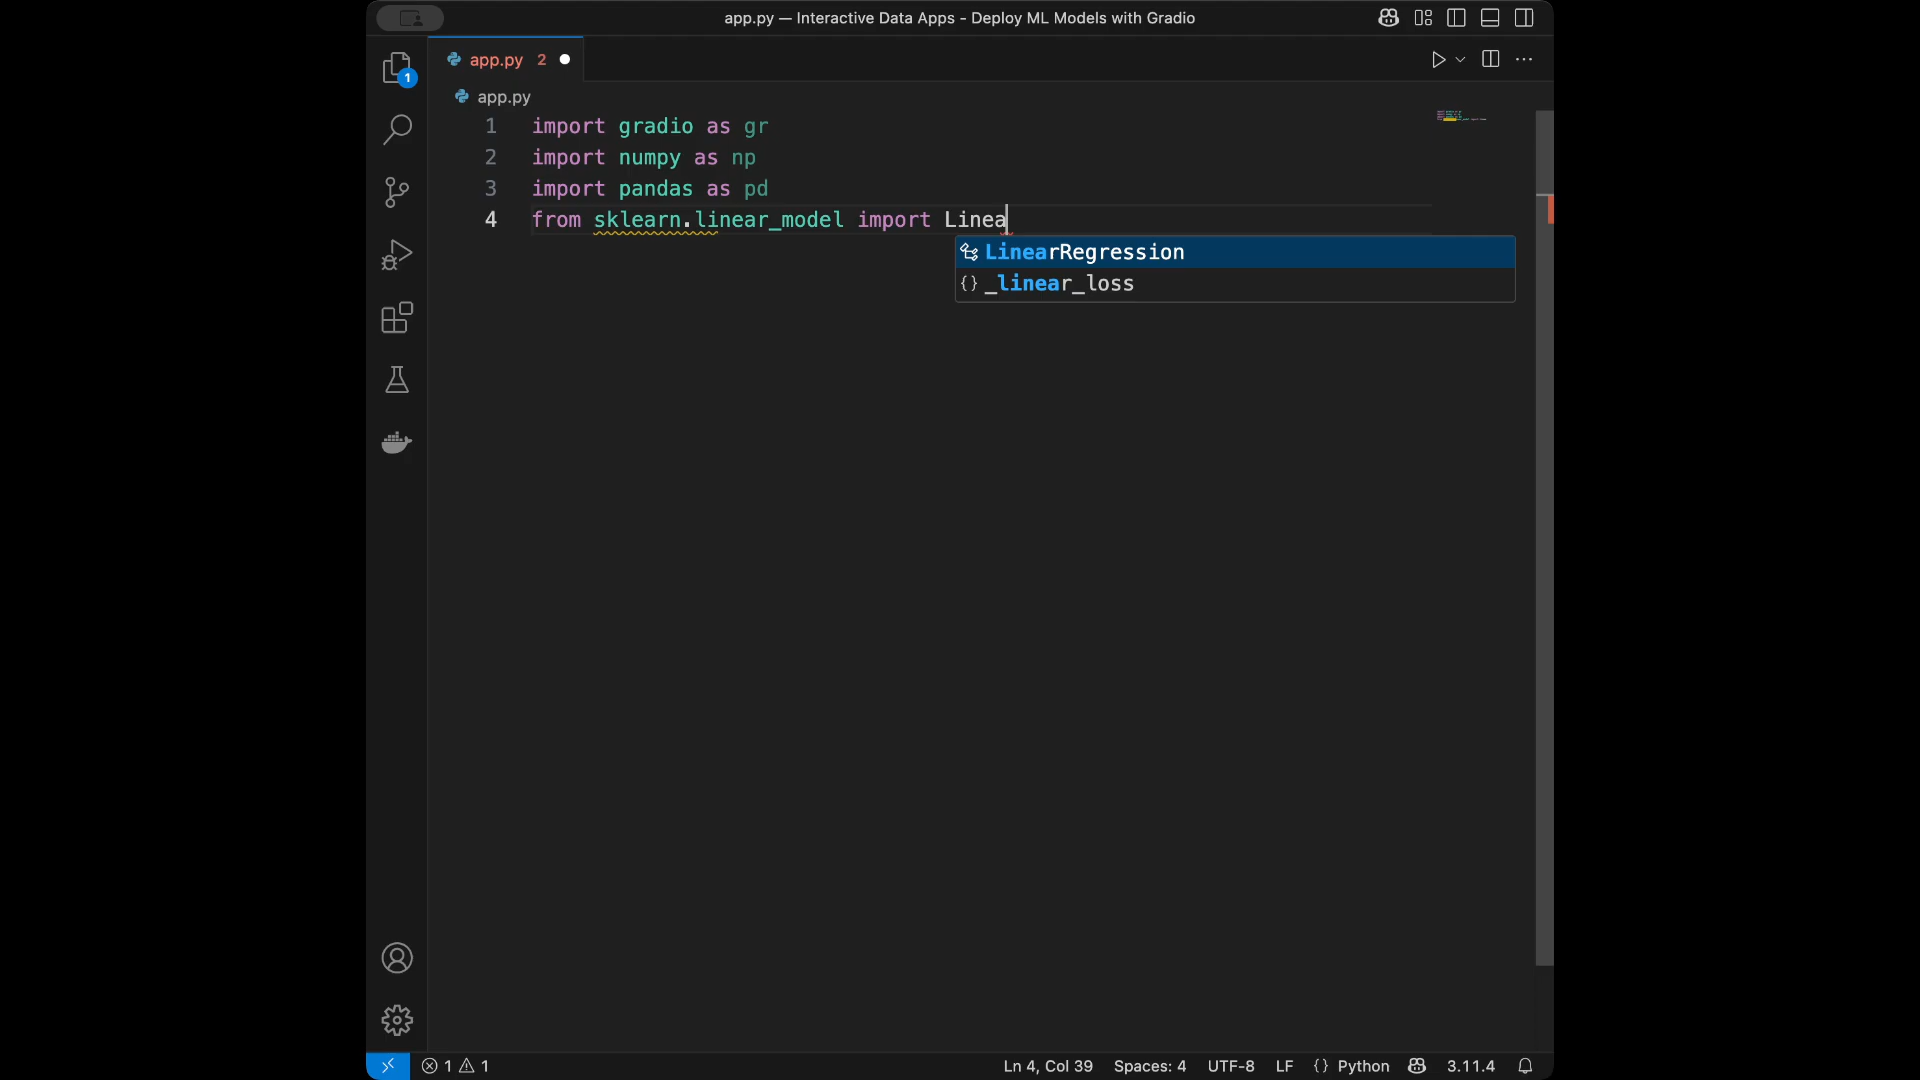 app.py — Interactive Data Apps - Deploy ML Models with Gradio
1
app.py 2
app.py
1 import gradio as gr
2 import numpy as np
3 import pandas as pd
4 from sklearn.linear_model import Linea
LinearRegression
{} _linear_loss
1 1 Ln 4, Col 39 Spaces: 4 UTF-8 LF {} Python 3.11.4